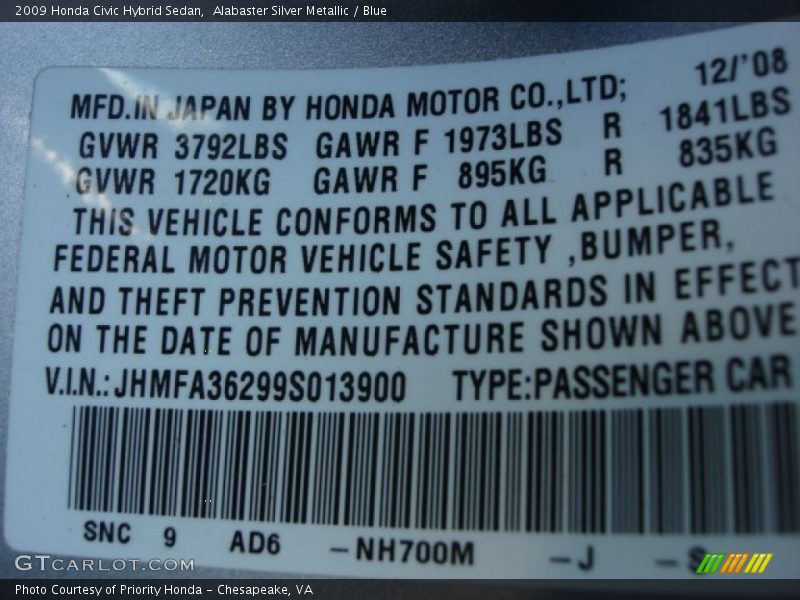 2009 Honda Civic Hybrid Sedan,  Alabaster Silver Metallic / Blue
12/'08
MFD.IN JAPAN BY HONDA MOTOR CO.,LTD;
GVWR 3792LBS GAWR F 1973LBS R 1841LBS
GVWR 1720KG GAWR F 895KG R 835KG
THIS VEHICLE CONFORMS TO ALL APPLICABLE
FEDERAL MOTOR VEHICLE SAFETY ,BUMPER,
AND THEFT PREVENTION STANDARDS IN EFFECT
ON THE DATE OF MANUFACTURE SHOWN ABOVE
V.I.N.:JHMFA36299S013900 TYPE:PASSENGER CAR
SNC 9 AD6 -NH700M -J -
GTCARLOT.COM
Photo Courtesy of Priority Honda - Chesapeake, VA